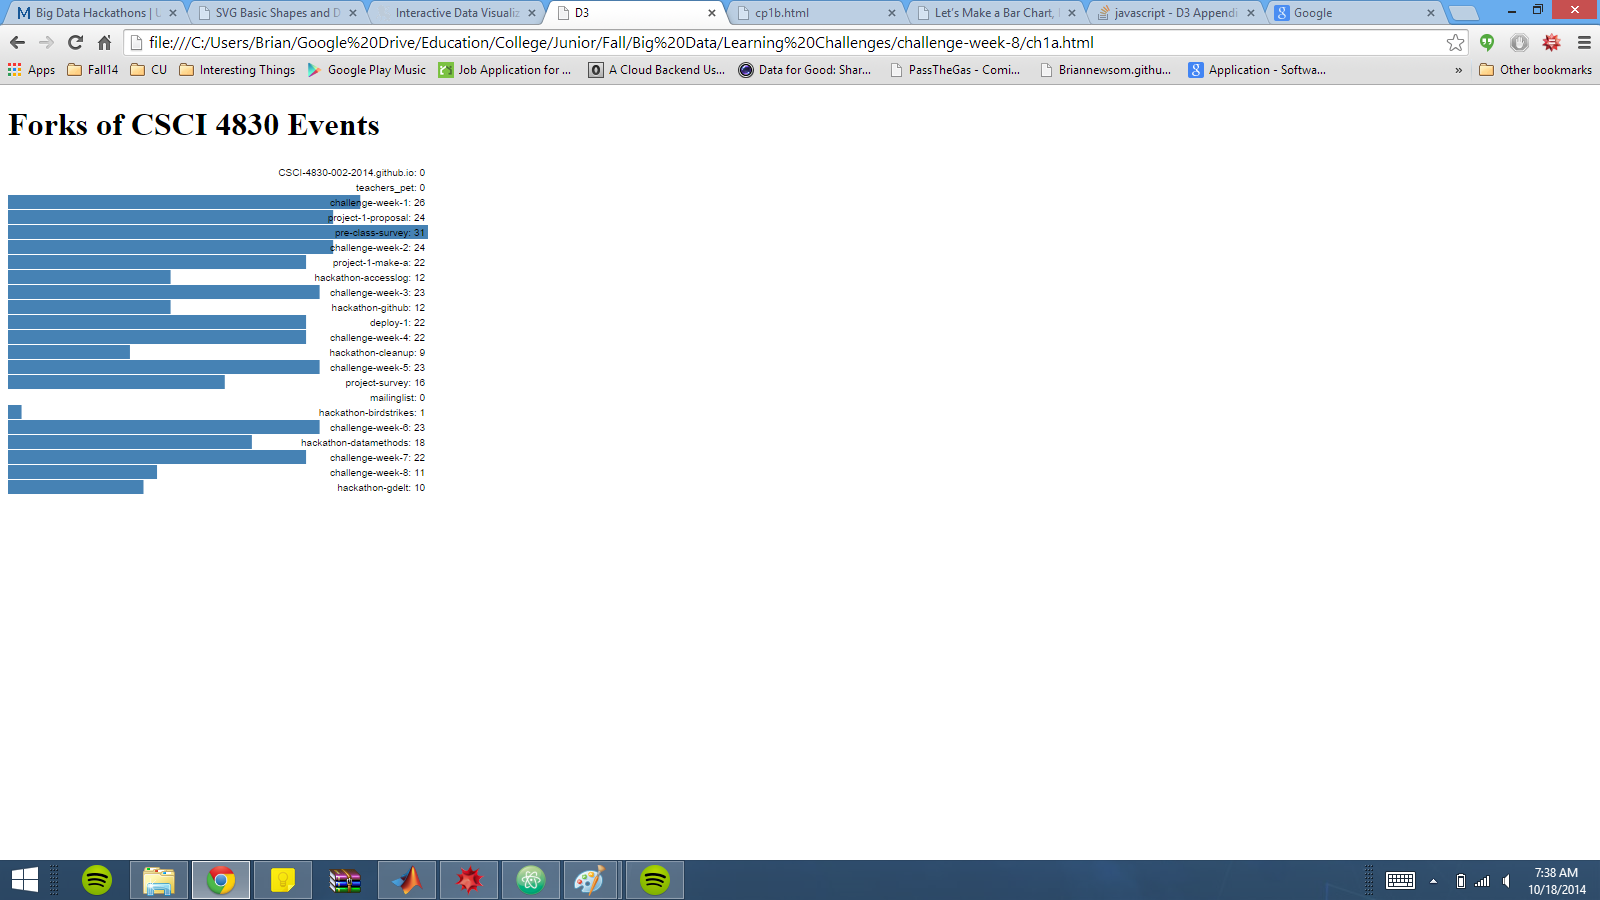 Big Data Hackathons | U
SVG Basic Shapes and D
Interactive Data Visualiz
D3
cp1b.html
Let's Make a Bar Chart,
javascript - D3 Appendi
Google
file:///C:/Users/Brian/Google%20Drive/Education/College/Junior/Fall/Big%20Data/Learning%20Challenges/challenge-week-8/ch1a.html
Apps Fall14 CU Interesting Things Google Play Music Job Application for ... A Cloud Backend Us... Data for Good: Shar... PassTheGas - Comi... Briannewsom.githu... Application - Softwa... » Other bookmarks
Forks of CSCI 4830 Events
CSCI-4830-002-2014.github.io: 0
teachers_pet: 0
challenge-week-1: 26
project-1-proposal: 24
pre-class-survey: 31
challenge-week-2: 24
project-1-make-a: 22
hackathon-accesslog: 12
challenge-week-3: 23
hackathon-github: 12
deploy-1: 22
challenge-week-4: 22
hackathon-cleanup: 9
challenge-week-5: 23
project-survey: 16
mailinglist: 0
hackathon-birdstrikes: 1
challenge-week-6: 23
hackathon-datamethods: 18
challenge-week-7: 22
challenge-week-8: 11
hackathon-gdelt: 10
7:38 AM
10/18/2014